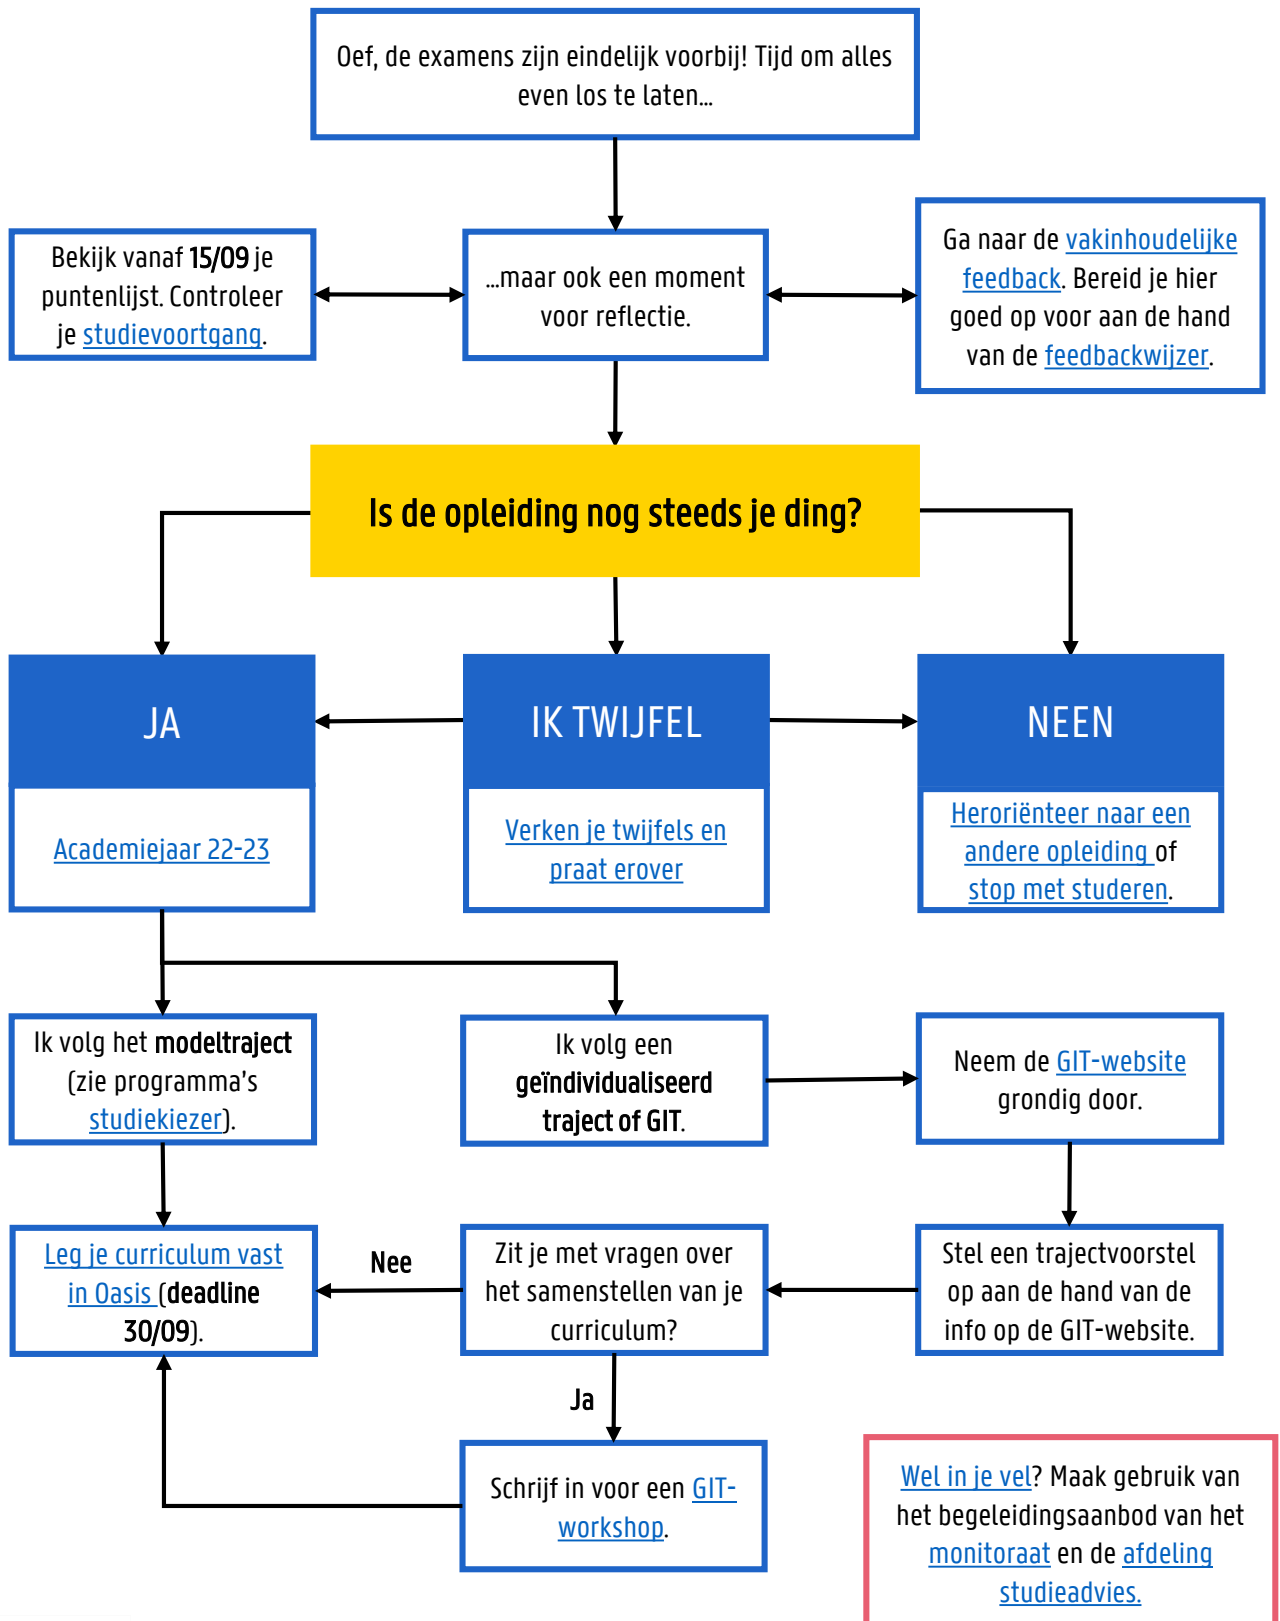 Oef, de examens zijn eindelijk voorbij! Tijd om alles
even los te laten...
Bekijk vanaf 15/09 je
puntenlijst. Controleer
je studievoortgang.
...maar ook een moment
voor reflectie.
Ga naar de vakinhoudelijke
feedback. Bereid je hier
goed op voor aan de hand
van de feedbackwijzer.
Is de opleiding nog steeds je ding?
JA
IK TWIJFEL
NEEN
Academiejaar 22-23
Verken je twijfels en
praat erover
Heroriënteer naar een
andere opleiding of
stop met studeren.
Ik volg het modeltraject
(zie programma's
studiekiezer).
Ik volg een
geïndividualiseerd
traject of GIT.
Neem de GIT-website
grondig door.
Leg je curriculum vast
in Oasis (deadline
30/09).
Nee
Zit je met vragen over
het samenstellen van je
curriculum?
Stel een trajectvoorstel
op aan de hand van de
info op de GIT-website.
Ja
Schrijf in voor een GIT-
workshop.
Wel in je vel? Maak gebruik van
het begeleidingsaanbod van het
monitoraat en de afdeling
studieadvies.